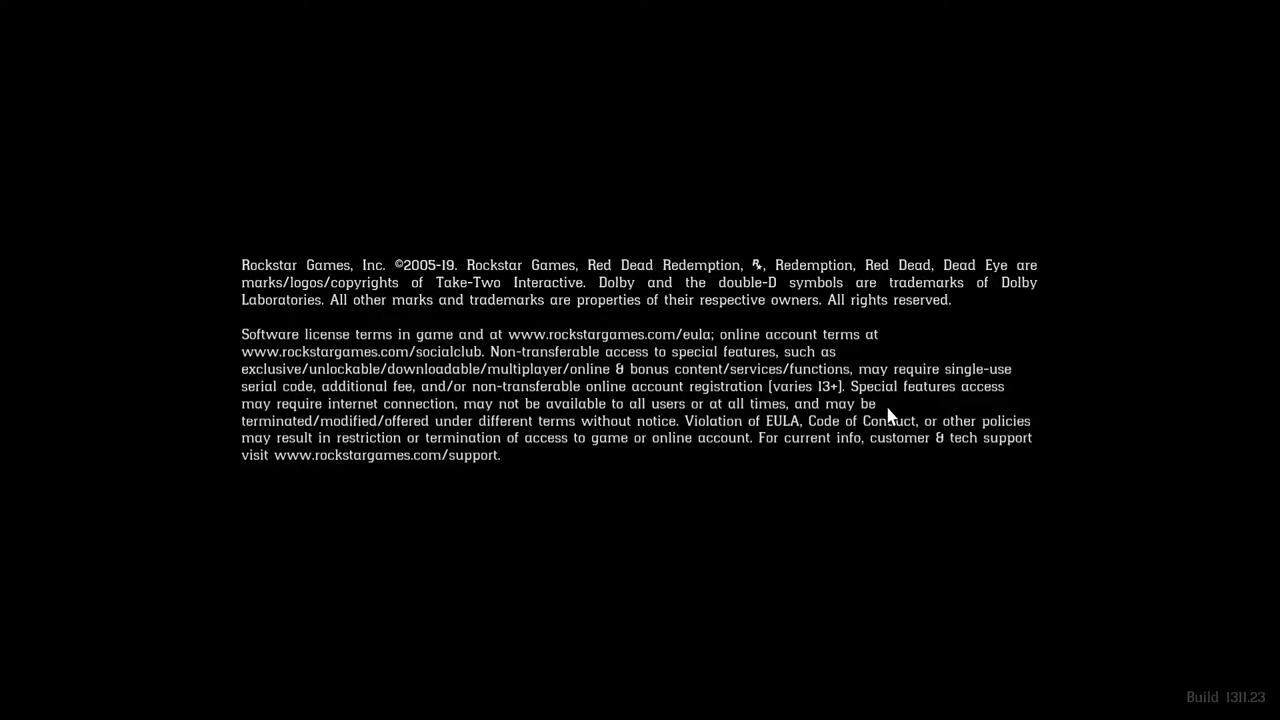 Rockstar Games, Inc. ©2005-19. Rockstar Games, Red Dead Redemption, R★, Redemption, Red Dead, Dead Eye are
marks/logos/copyrights of Take-Two Interactive. Dolby and the double-D symbols are trademarks of Dolby
Laboratories. All other marks and trademarks are properties of their respective owners. All rights reserved.
Software license terms in game and at www.rockstargames.com/eula; online account terms at
www.rockstargames.com/socialclub. Non-transferable access to special features, such as
exclusive/unlockable/downloadable/multiplayer/online & bonus content/services/functions, may require single-use
serial code, additional fee, and/or non-transferable online account registration [varies 13+]. Special features access
may require internet connection, may not be available to all users or at all times, and may be
terminated/modified/offered under different terms without notice. Violation of EULA, Code of Conduct, or other policies
may result in restriction or termination of access to game or online account. For current info, customer & tech support
visit www.rockstargames.com/support.
Build 1311.23